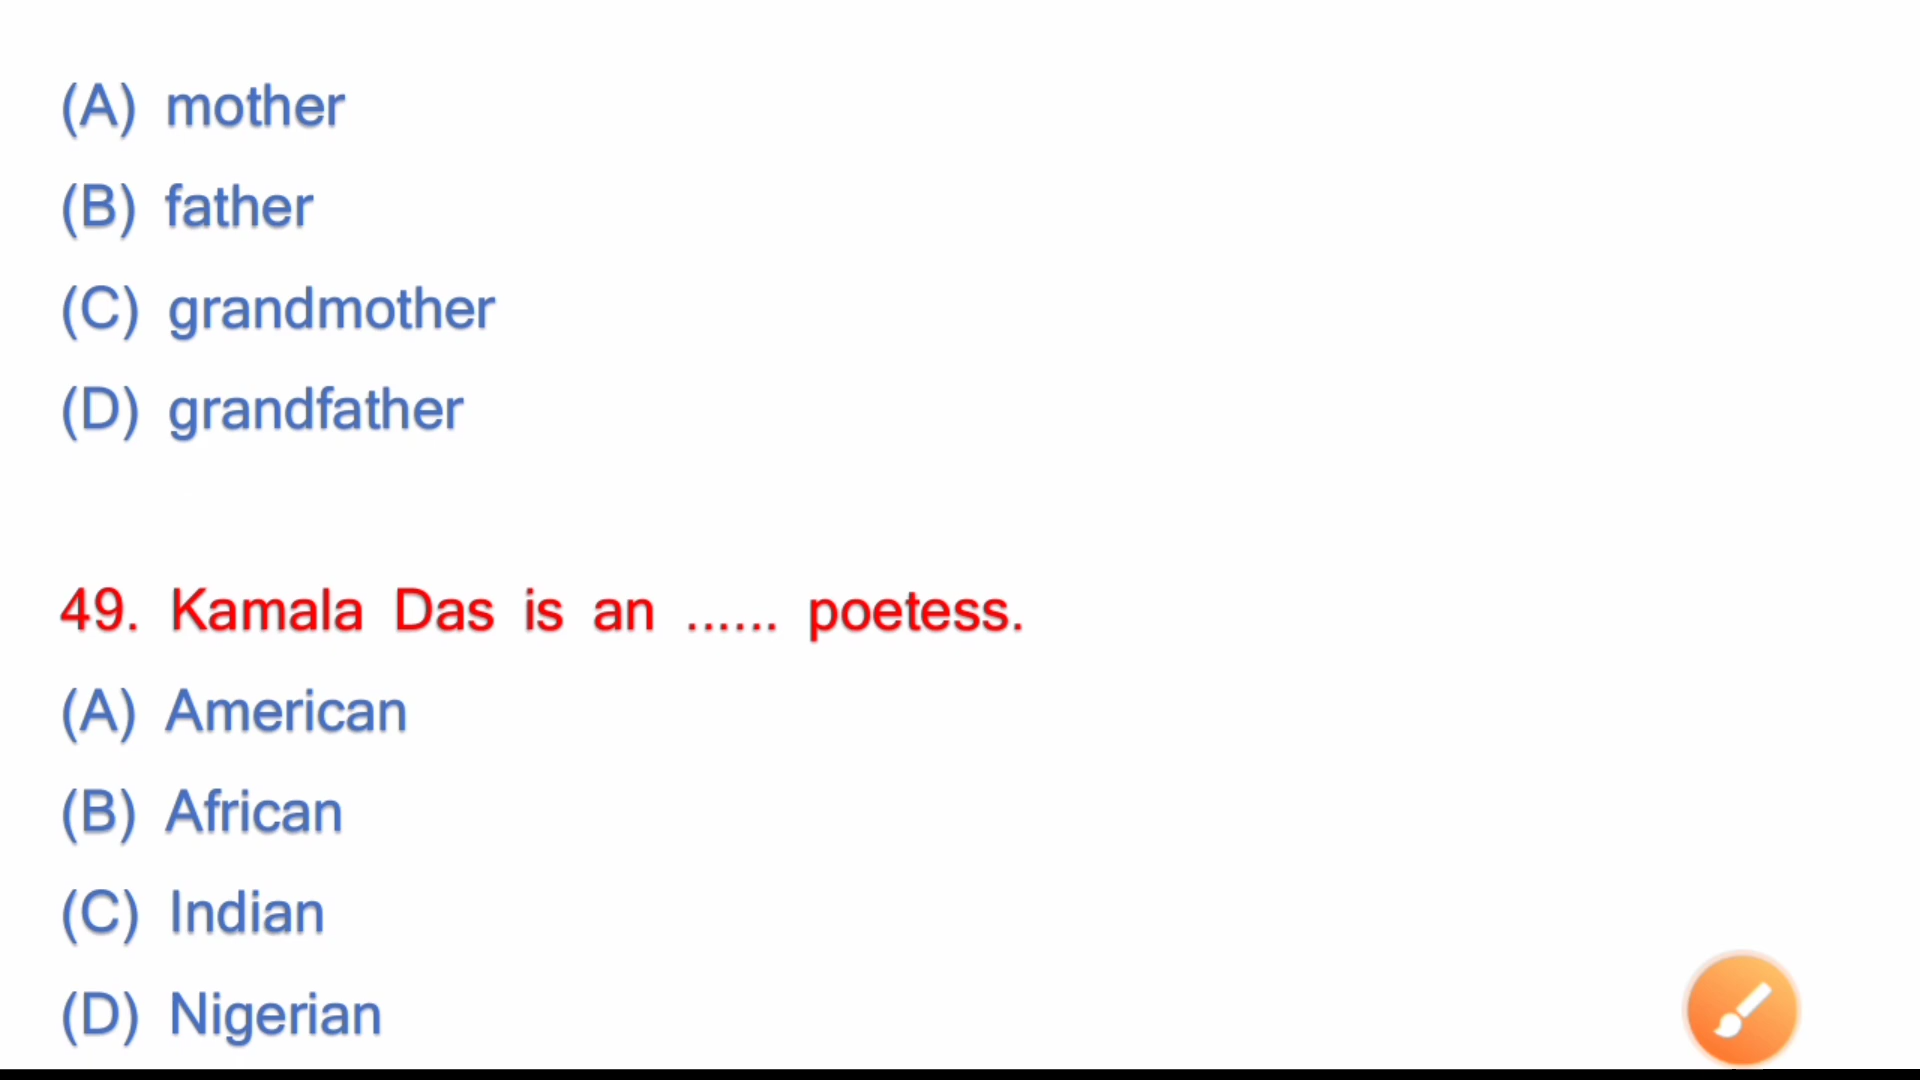 (A) mother
(B) father
(C) grandmother
(D) grandfather
49. Kamala Das is an ...... poetess.
(A) American
(B) African
(C) Indian
(D) Nigerian